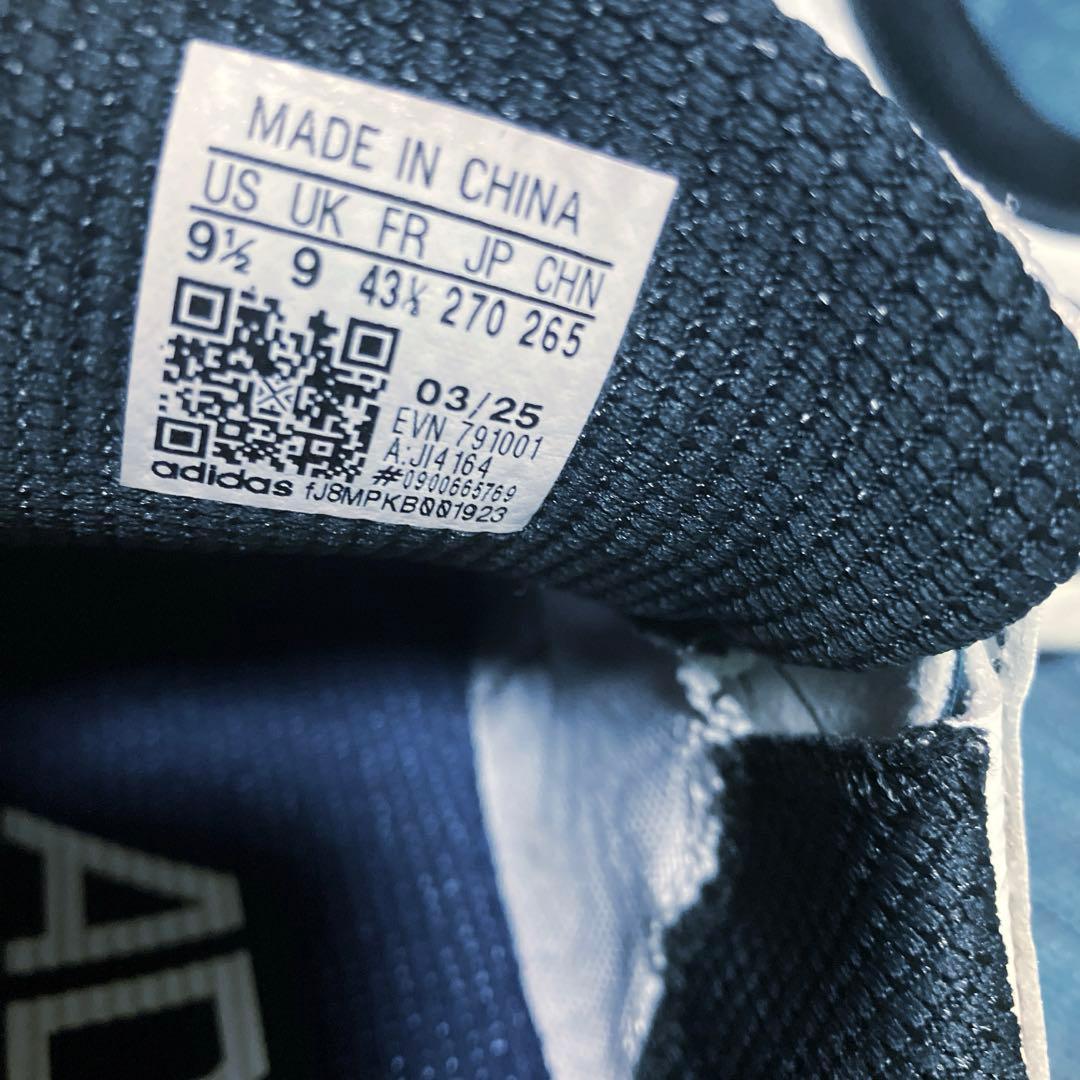 MADE IN CHINA
US UK FR JP CHN
9½ 9 43⅓ 270 265
03/25
EVN 791001
A:JI4164
#0900665769
adidas fJ8MPKB001923
AD